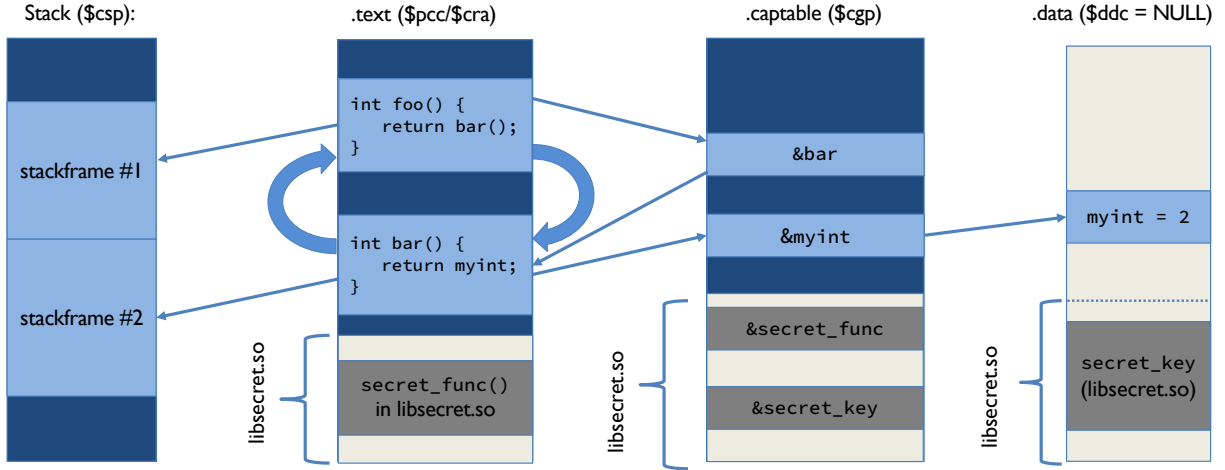 Stack ($csp):
.text ($pcc/$cra)
.captable ($cgp)
.data ($ddc = NULL)
stackframe #1
stackframe #2
int foo() {
return bar();
}
int bar() {
return myint;
}
secret_func()
in libsecret.so
libsecret.so
&bar
&myint
&secret_func
&secret_key
libsecret.so
myint = 2
secret_key
(libsecret.so)
libsecret.so